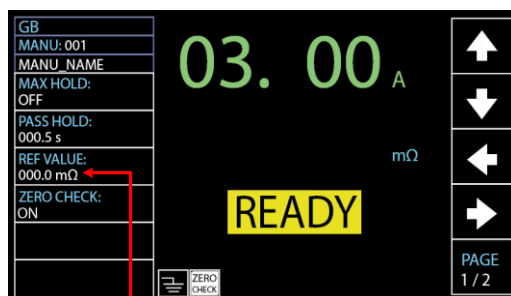 GB
MANU: 001
MANU_NAME
MAX HOLD:
OFF
PASS HOLD:
000.5 s
REF VALUE:
000.0 mΩ
ZERO CHECK:
ON
03. 00 A
mΩ
READY
ZERO
CHECK
PAGE
1 / 2